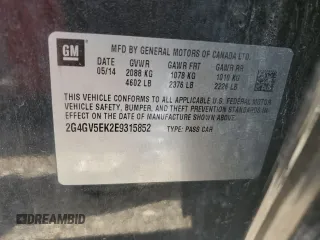 GM
MFD BY GENERAL MOTORS OF CANADA LTD.
DATE GVWR GAWR FRT GAWR RR
05/14 2088 KG 1078 KG 1010 KG
4602 LB 2376 LB 2226 LB
THIS VEHICLE CONFORMS TO ALL APPLICABLE U.S. FEDERAL MOTOR
VEHICLE SAFETY, BUMPER, AND THEFT PREVENTION STANDARDS IN
EFFECT ON THE DATE OF MANUFACTURE SHOWN ABOVE.
2G4GV5EK2E9315852 TYPE: PASS CAR
DREAMBID